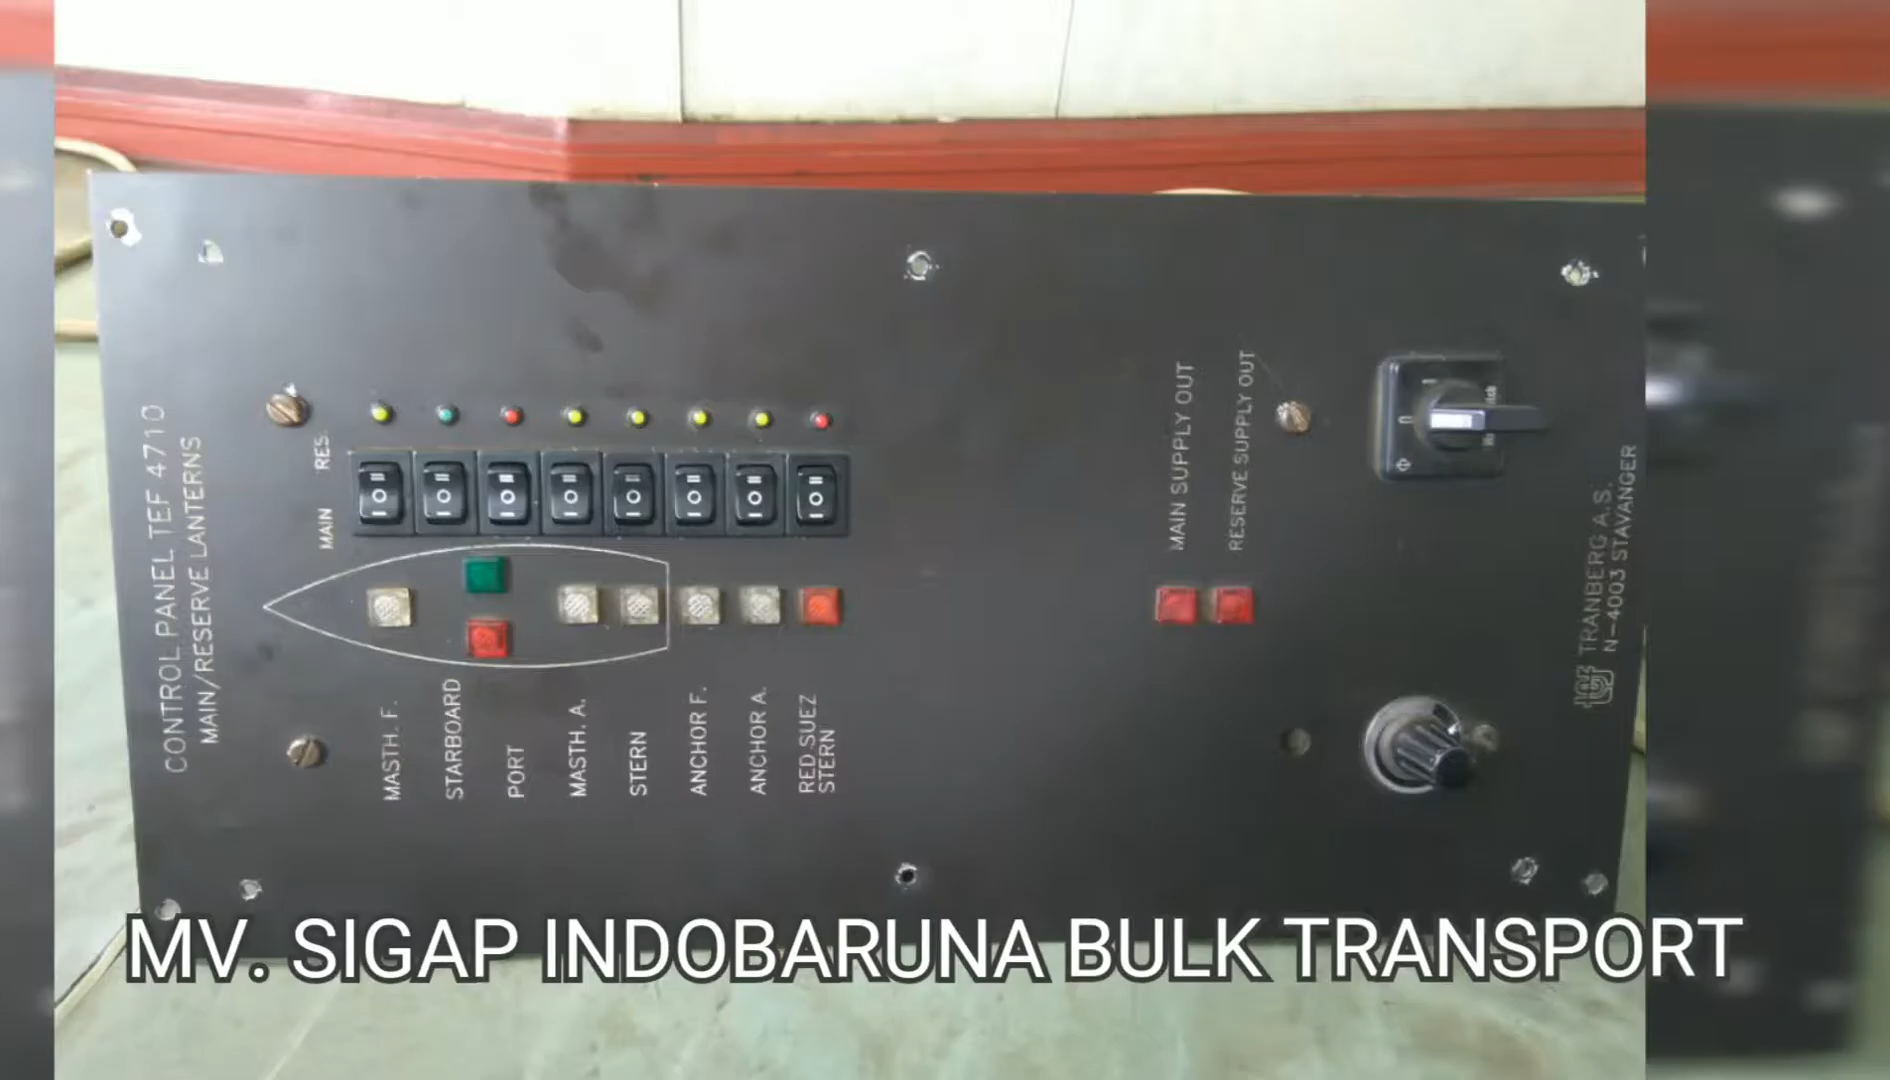 CONTROL PANEL TEF 4710
MAIN/RESERVE LANTERNS
MAIN RES.
MASTH. F.
STARBOARD
PORT
MASTH. A.
STERN
ANCHOR F.
ANCHOR A.
RED SUEZ
STERN
MAIN SUPPLY OUT
RESERVE SUPPLY OUT
TRANBERG A.S.
N-4003 STAVANGER
MV. SIGAP INDOBARUNA BULK TRANSPORT